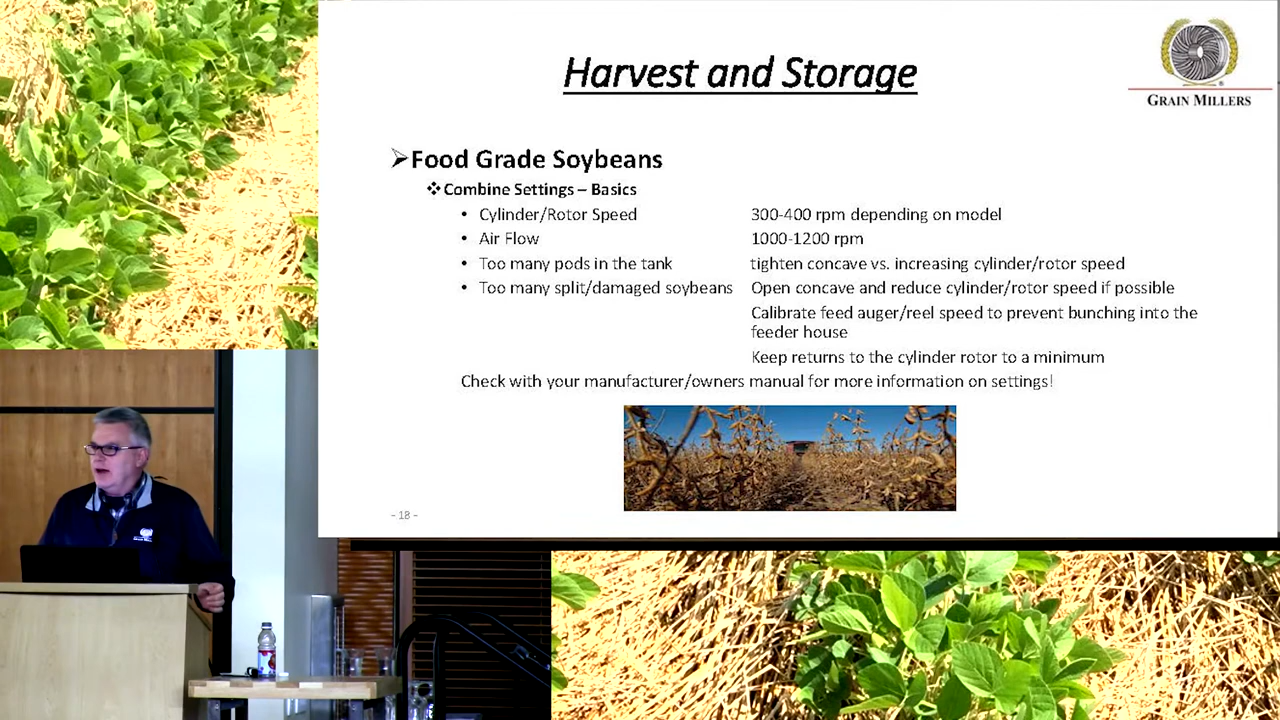 Harvest and Storage
GRAIN MILLERS
➢Food Grade Soybeans
❖Combine Settings – Basics
• Cylinder/Rotor Speed 300-400 rpm depending on model
• Air Flow 1000-1200 rpm
• Too many pods in the tank tighten concave vs. increasing cylinder/rotor speed
• Too many split/damaged soybeans Open concave and reduce cylinder/rotor speed if possible
Calibrate feed auger/reel speed to prevent bunching into the
feeder house
Keep returns to the cylinder rotor to a minimum
Check with your manufacturer/owners manual for more information on settings!
- 18 -